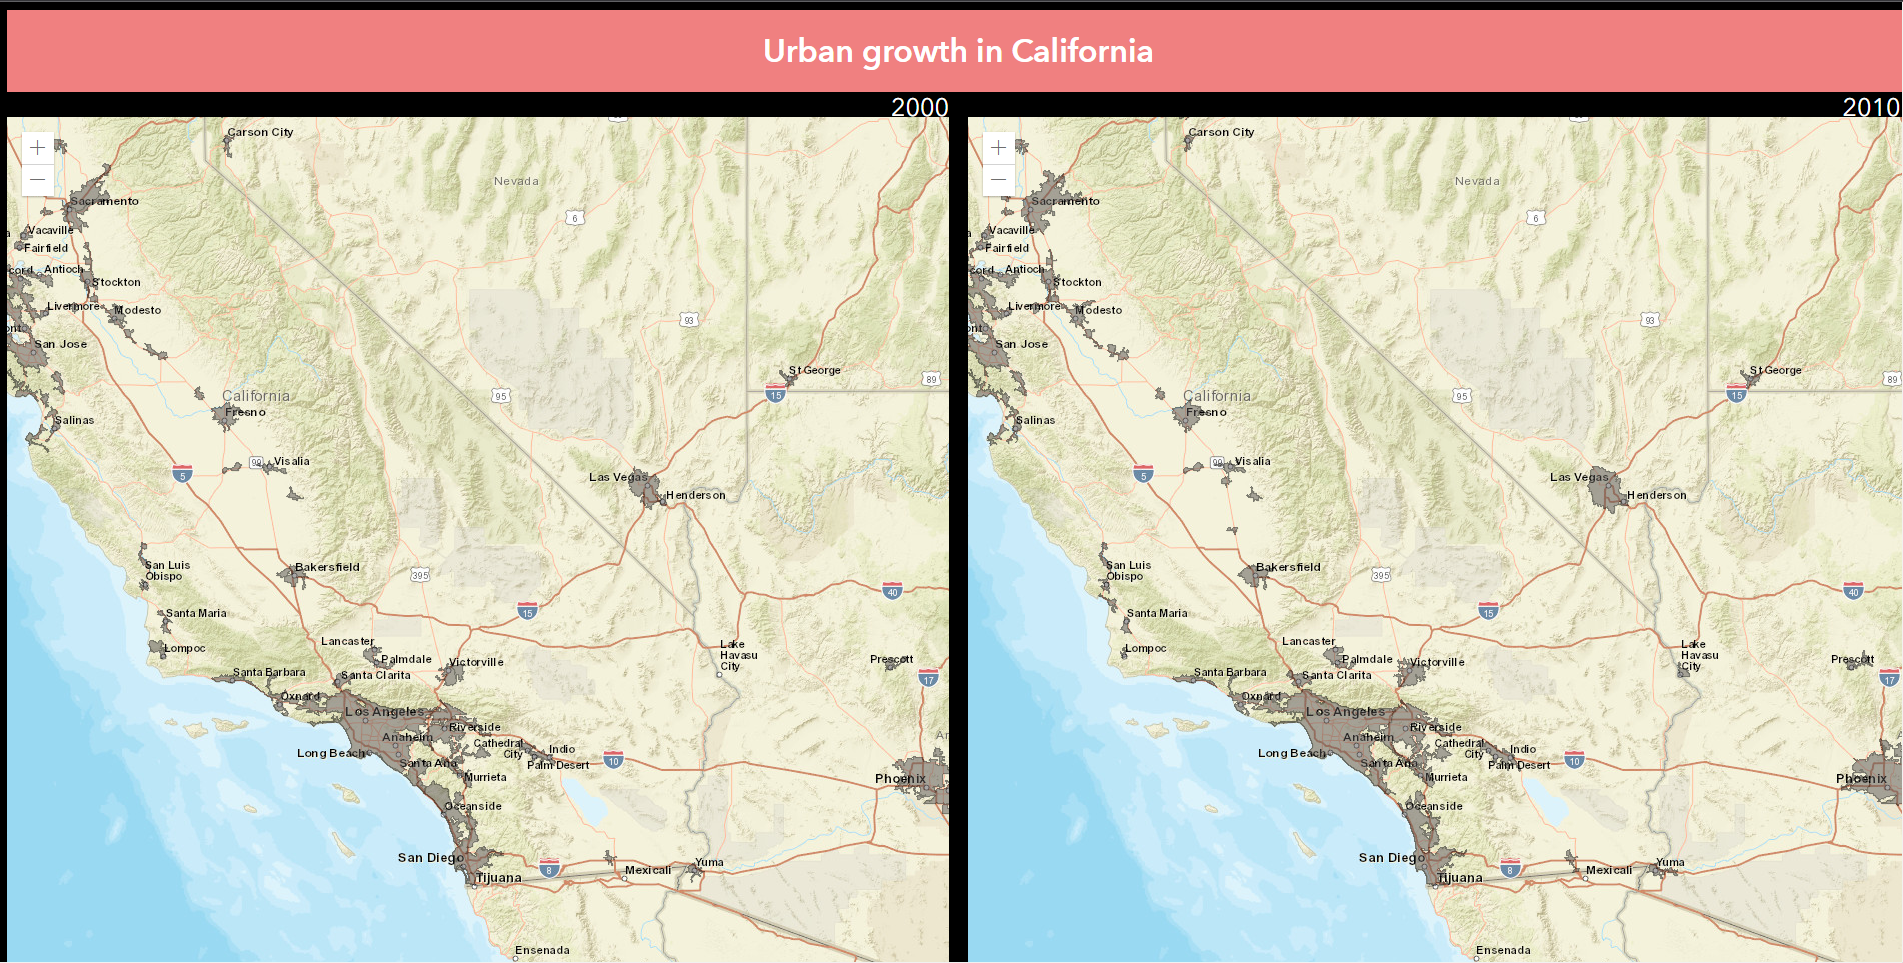 Urban growth in California
2000
+
−
Carson City
Nevada
Sacramento
6
Vacaville
Fairfield
cord
Antioch
Stockton
Livermore
Modesto
93
San Jose
St George
89
15
California
95
Fresno
Salinas
99
Visalia
5
Las Vegas
Henderson
San Luis
Obispo
Bakersfield
395
40
15
Santa Maria
Lancaster
Lake
Havasu
City
Lompoc
Palmdale
Victorville
Prescott
Santa Barbara
Santa Clarita
17
Oxnard
Los Angeles
Riverside
Anaheim
Cathedral
City
Indio
Long Beach
Santa Ana
Palm Desert
10
Murrieta
Phoenix
Oceanside
San Diego
8
Mexicali
Yuma
Tijuana
Ensenada
2010
+
−
Carson City
Nevada
Sacramento
6
Vacaville
Fairfield
cord
Antioch
Stockton
Livermore
Modesto
93
San Jose
St George
89
15
California
95
Fresno
Salinas
99
Visalia
5
Las Vegas
Henderson
San Luis
Obispo
Bakersfield
395
40
15
Santa Maria
Lancaster
Lake
Havasu
City
Lompoc
Palmdale
Victorville
Prescott
Santa Barbara
Santa Clarita
17
Oxnard
Los Angeles
Riverside
Anaheim
Cathedral
City
Indio
Long Beach
Santa Ana
Palm Desert
10
Murrieta
Phoenix
Oceanside
San Diego
8
Mexicali
Yuma
Tijuana
Ensenada